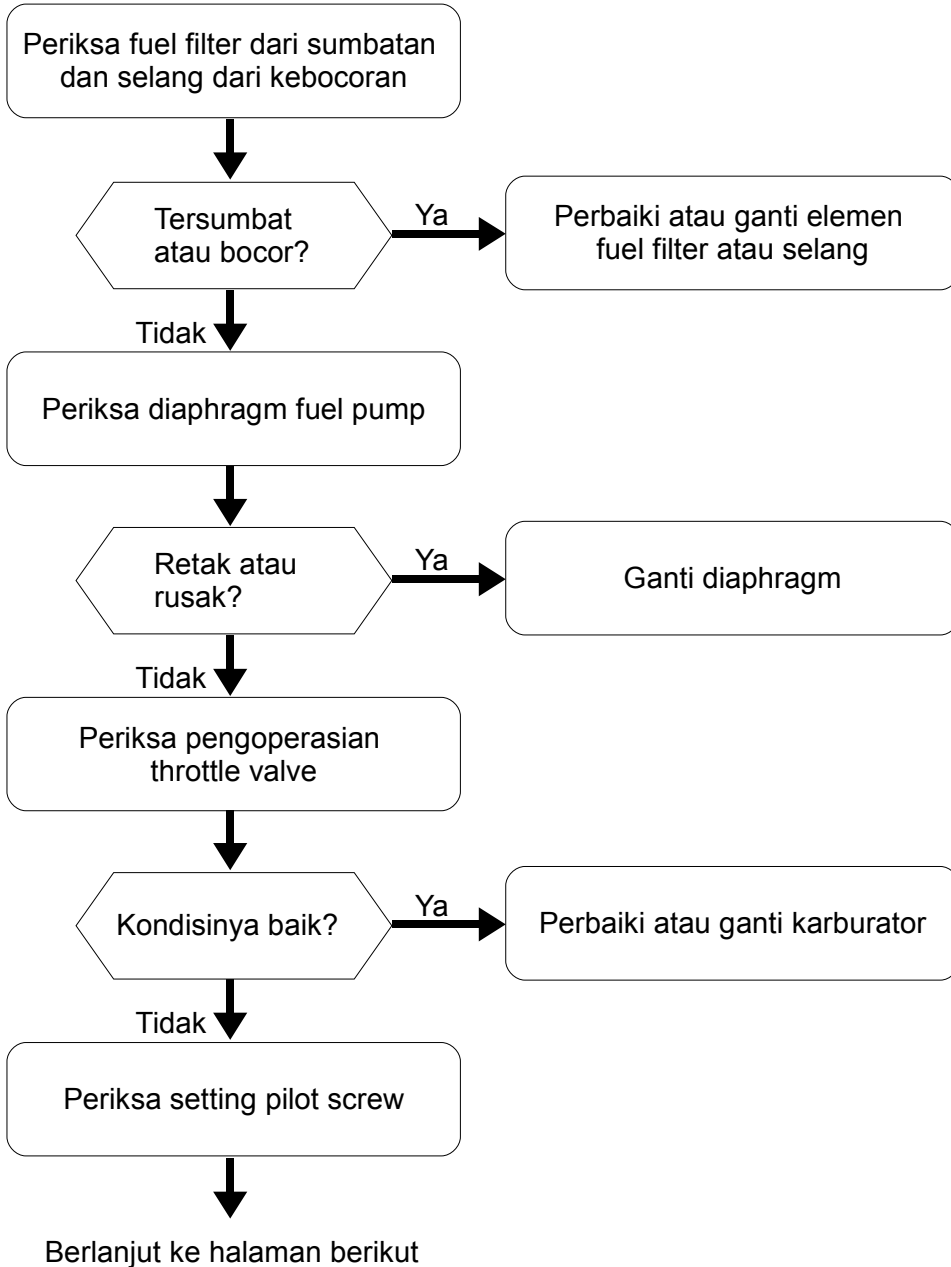 Periksa fuel filter dari sumbatan
dan selang dari kebocoran
Tersumbat
atau bocor?
Ya
Perbaiki atau ganti elemen
fuel filter atau selang
Tidak
Periksa diaphragm fuel pump
Retak atau
rusak?
Ya
Ganti diaphragm
Tidak
Periksa pengoperasian
throttle valve
Kondisinya baik?
Ya
Perbaiki atau ganti karburator
Tidak
Periksa setting pilot screw
Berlanjut ke halaman berikut